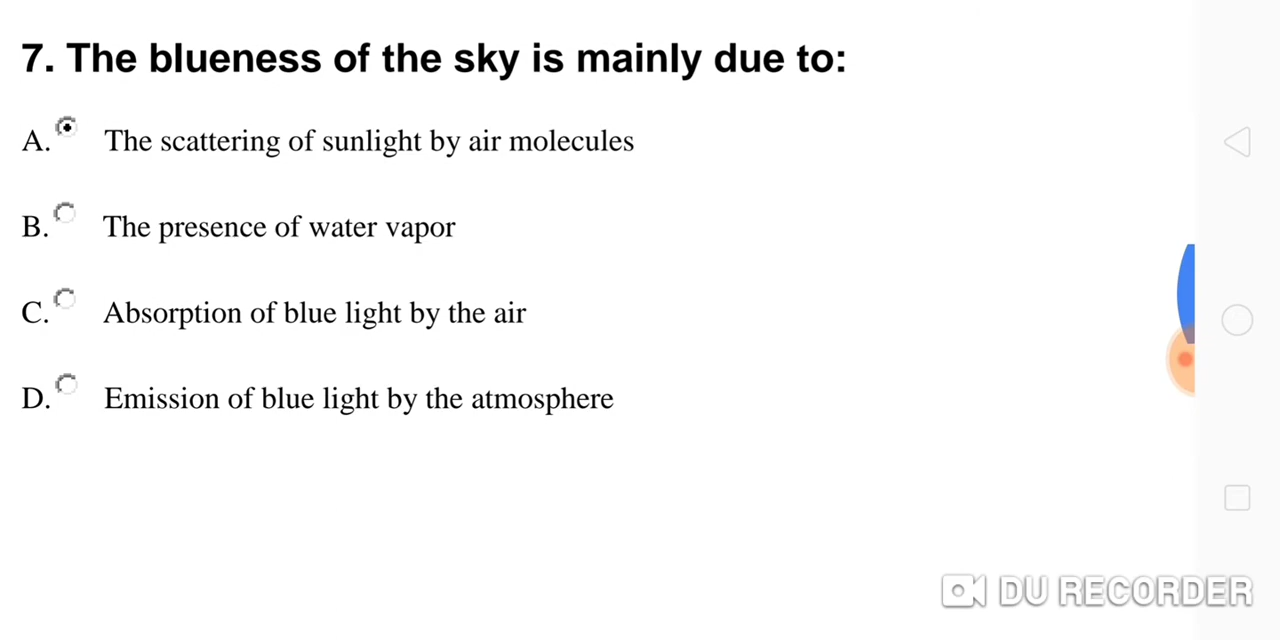 7. The blueness of the sky is mainly due to:
A. The scattering of sunlight by air molecules
B. The presence of water vapor
C. Absorption of blue light by the air
D. Emission of blue light by the atmosphere
DU RECORDER